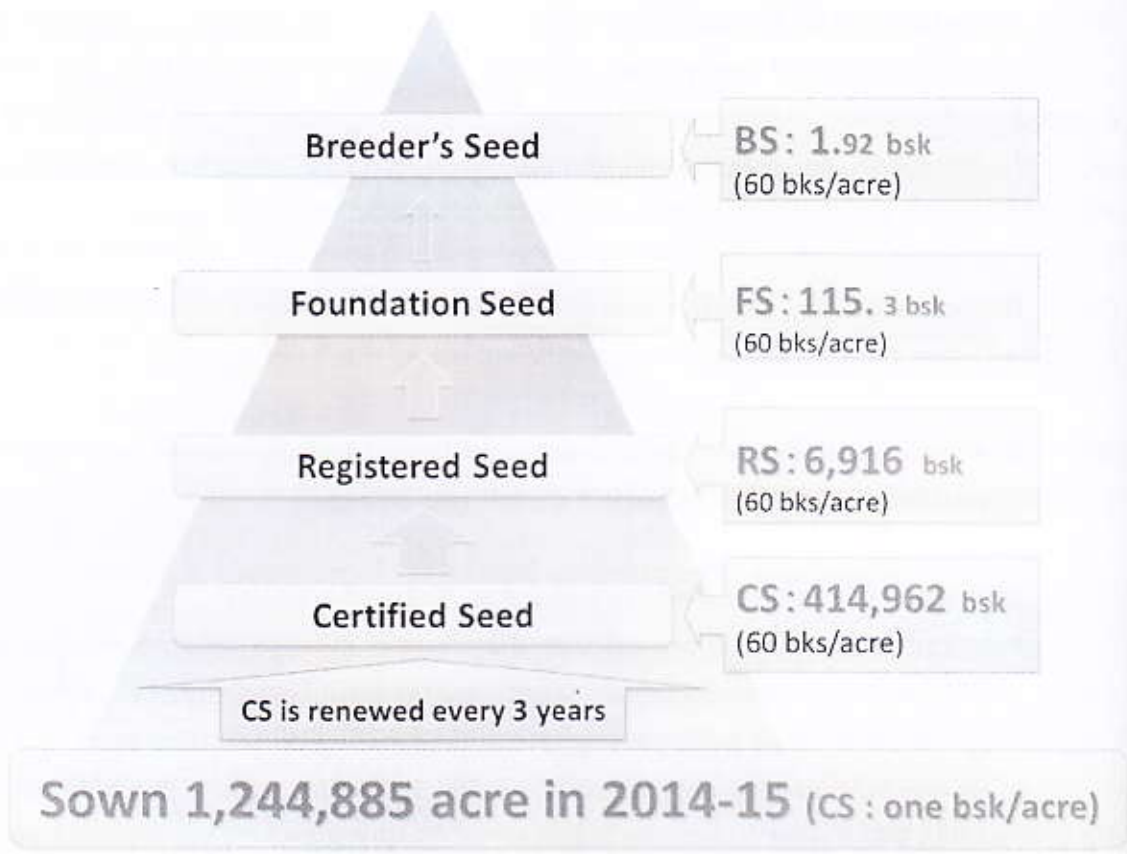 Breeder's Seed
BS: 1.92 bsk
(60 bks/acre)
Foundation Seed
FS: 115. 3 bsk
(60 bks/acre)
Registered Seed
RS: 6,916 bsk
(60 bks/acre)
Certified Seed
CS: 414,962 bsk
(60 bks/acre)
CS is renewed every 3 years
Sown 1,244,885 acre in 2014-15 (CS : one bsk/acre)